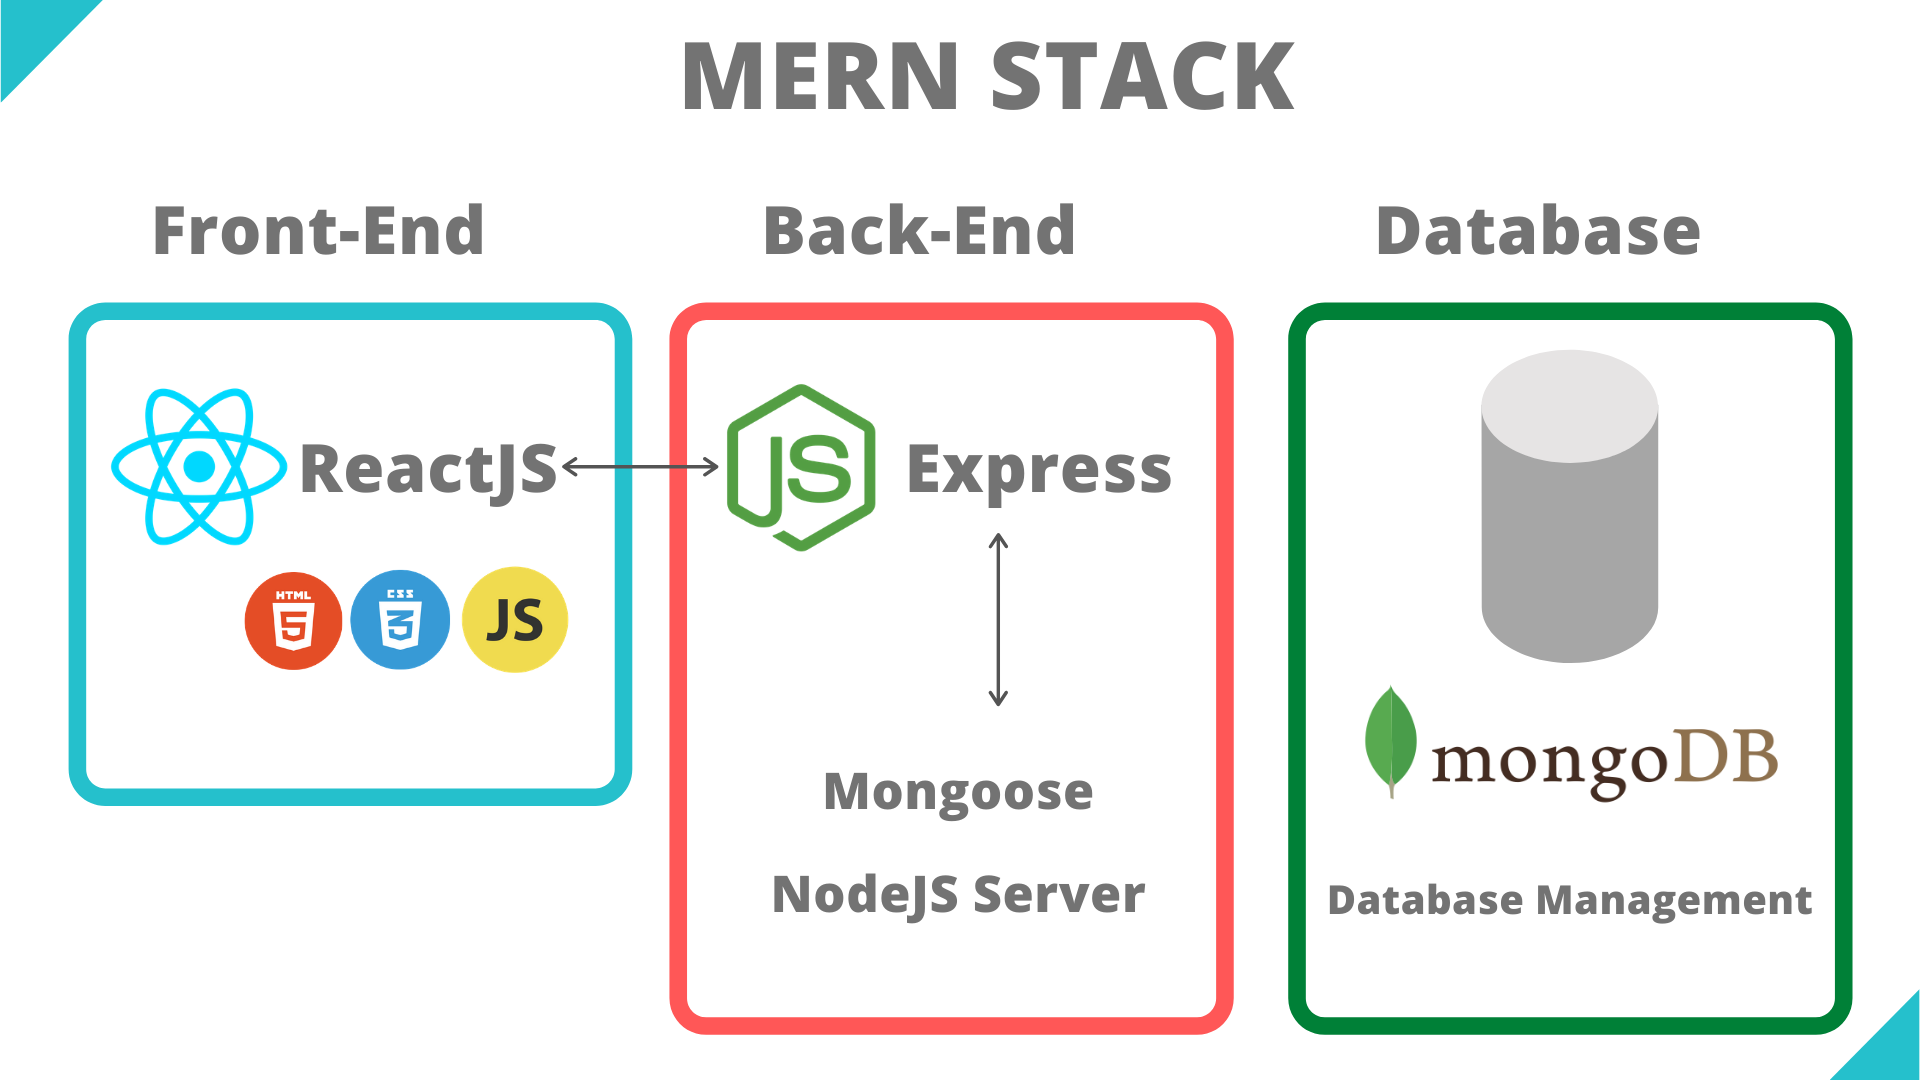 MERN STACK
Front-End
Back-End
Database
ReactJS
JS
Express
HTML
5
CSS
3
JS
Mongoose
mongoDB
NodeJS Server
Database Management